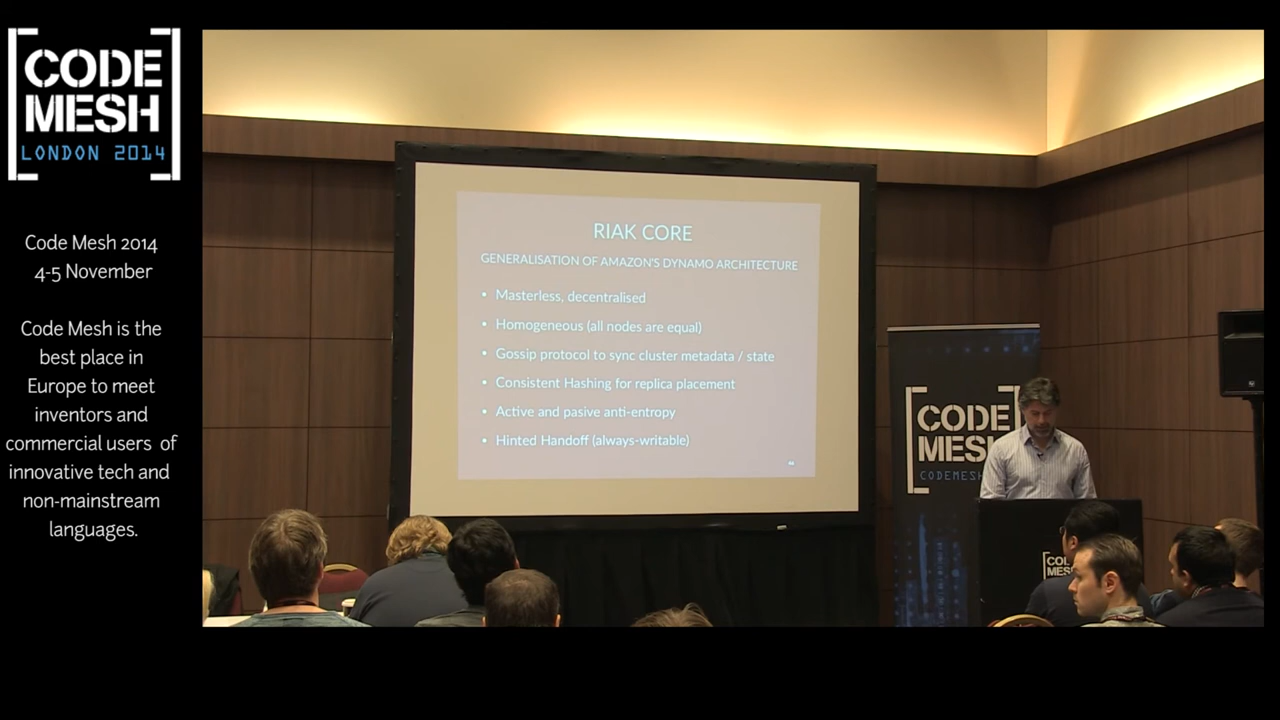 CODE
MESH
LONDON 2014
Code Mesh 2014
4-5 November
Code Mesh is the
best place in
Europe to meet
inventors and
commercial users of
innovative tech and
non-mainstream
languages.
RIAK CORE
GENERALISATION OF AMAZON'S DYNAMO ARCHITECTURE
• Masterless, decentralised
• Homogeneous (all nodes are equal)
• Gossip protocol to sync cluster metadata / state
• Consistent Hashing for replica placement
• Active and pasive anti-entropy
• Hinted Handoff (always-writable)
CODE
MESH
CODEMESH